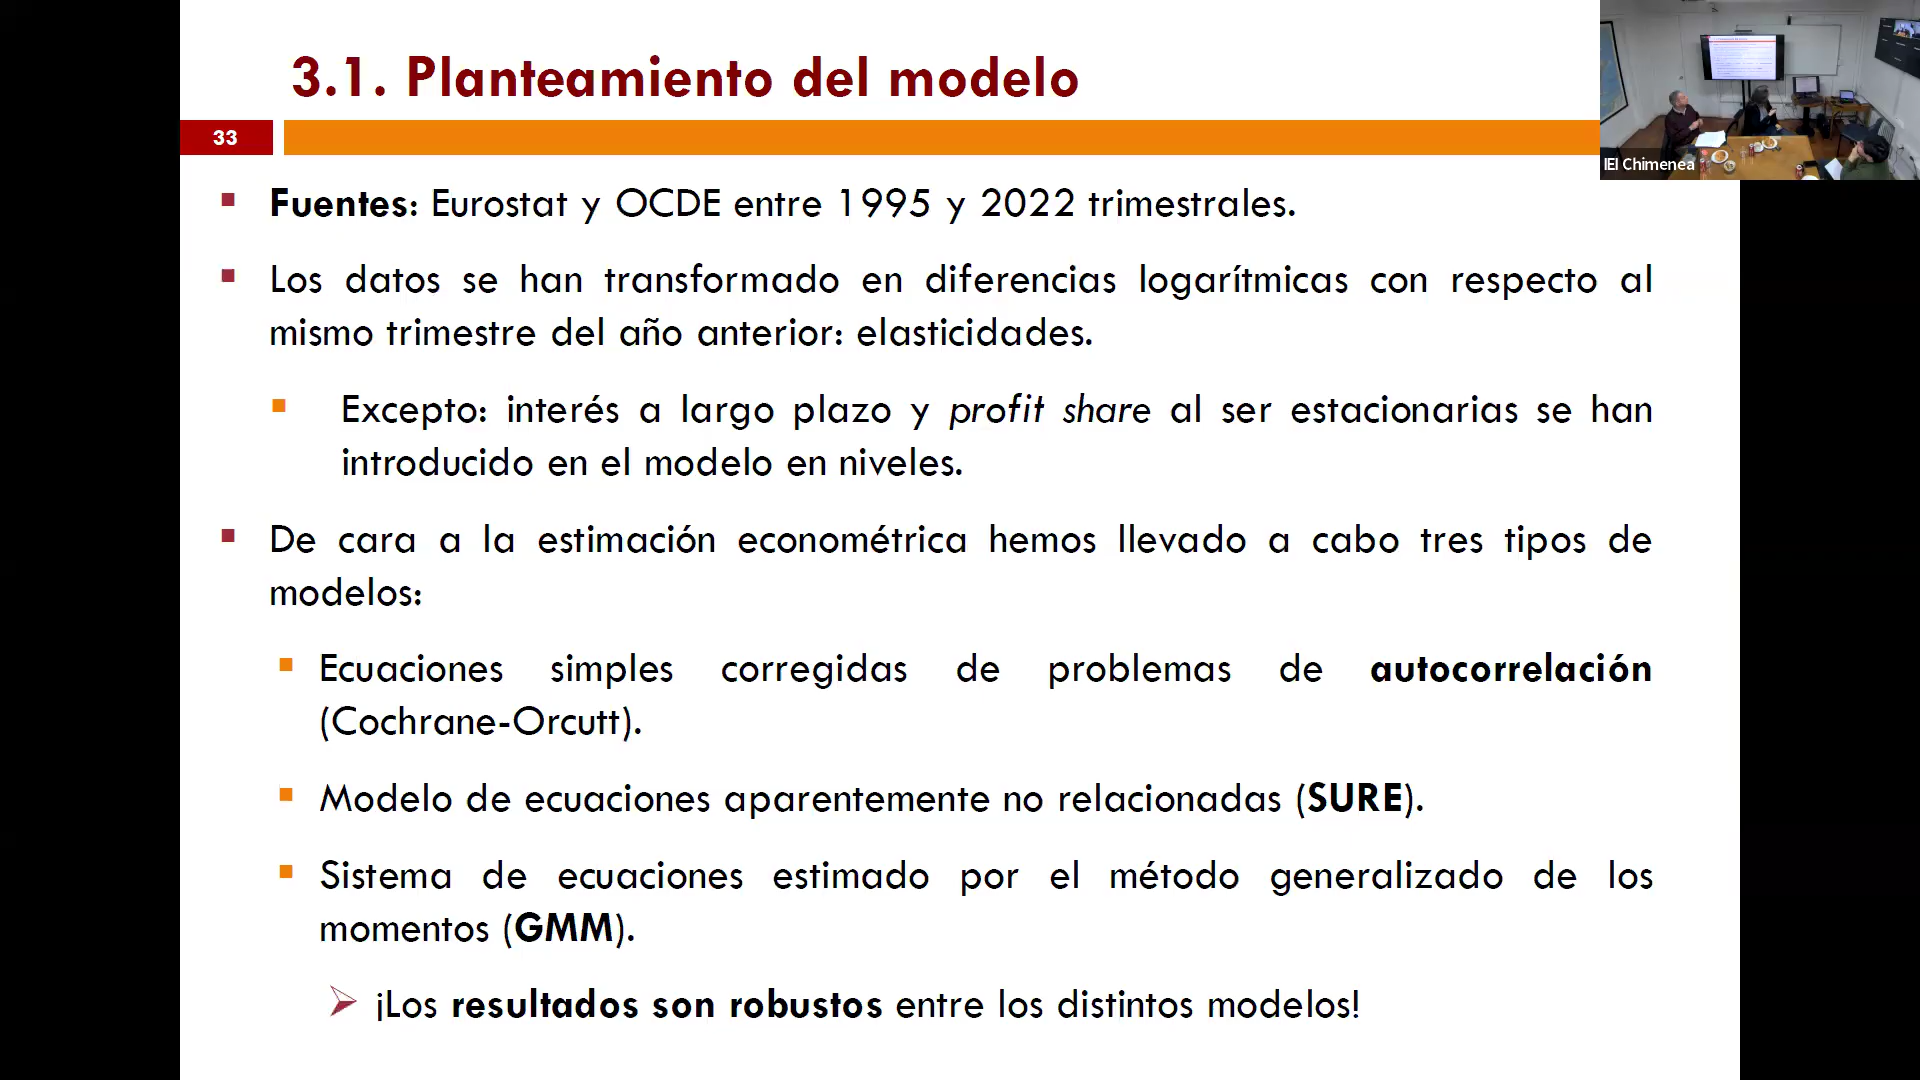 3.1. Planteamiento del modelo
33
IEI Chimenea
Fuentes: Eurostat y OCDE entre 1995 y 2022 trimestrales.
Los datos se han transformado en diferencias logarítmicas con respecto al
mismo trimestre del año anterior: elasticidades.
Excepto: interés a largo plazo y profit share al ser estacionarias se han
introducido en el modelo en niveles.
De cara a la estimación econométrica hemos llevado a cabo tres tipos de
modelos:
Ecuaciones simples corregidas de problemas de autocorrelación
(Cochrane-Orcutt).
Modelo de ecuaciones aparentemente no relacionadas (SURE).
Sistema de ecuaciones estimado por el método generalizado de los
momentos (GMM).
¡Los resultados son robustos entre los distintos modelos!